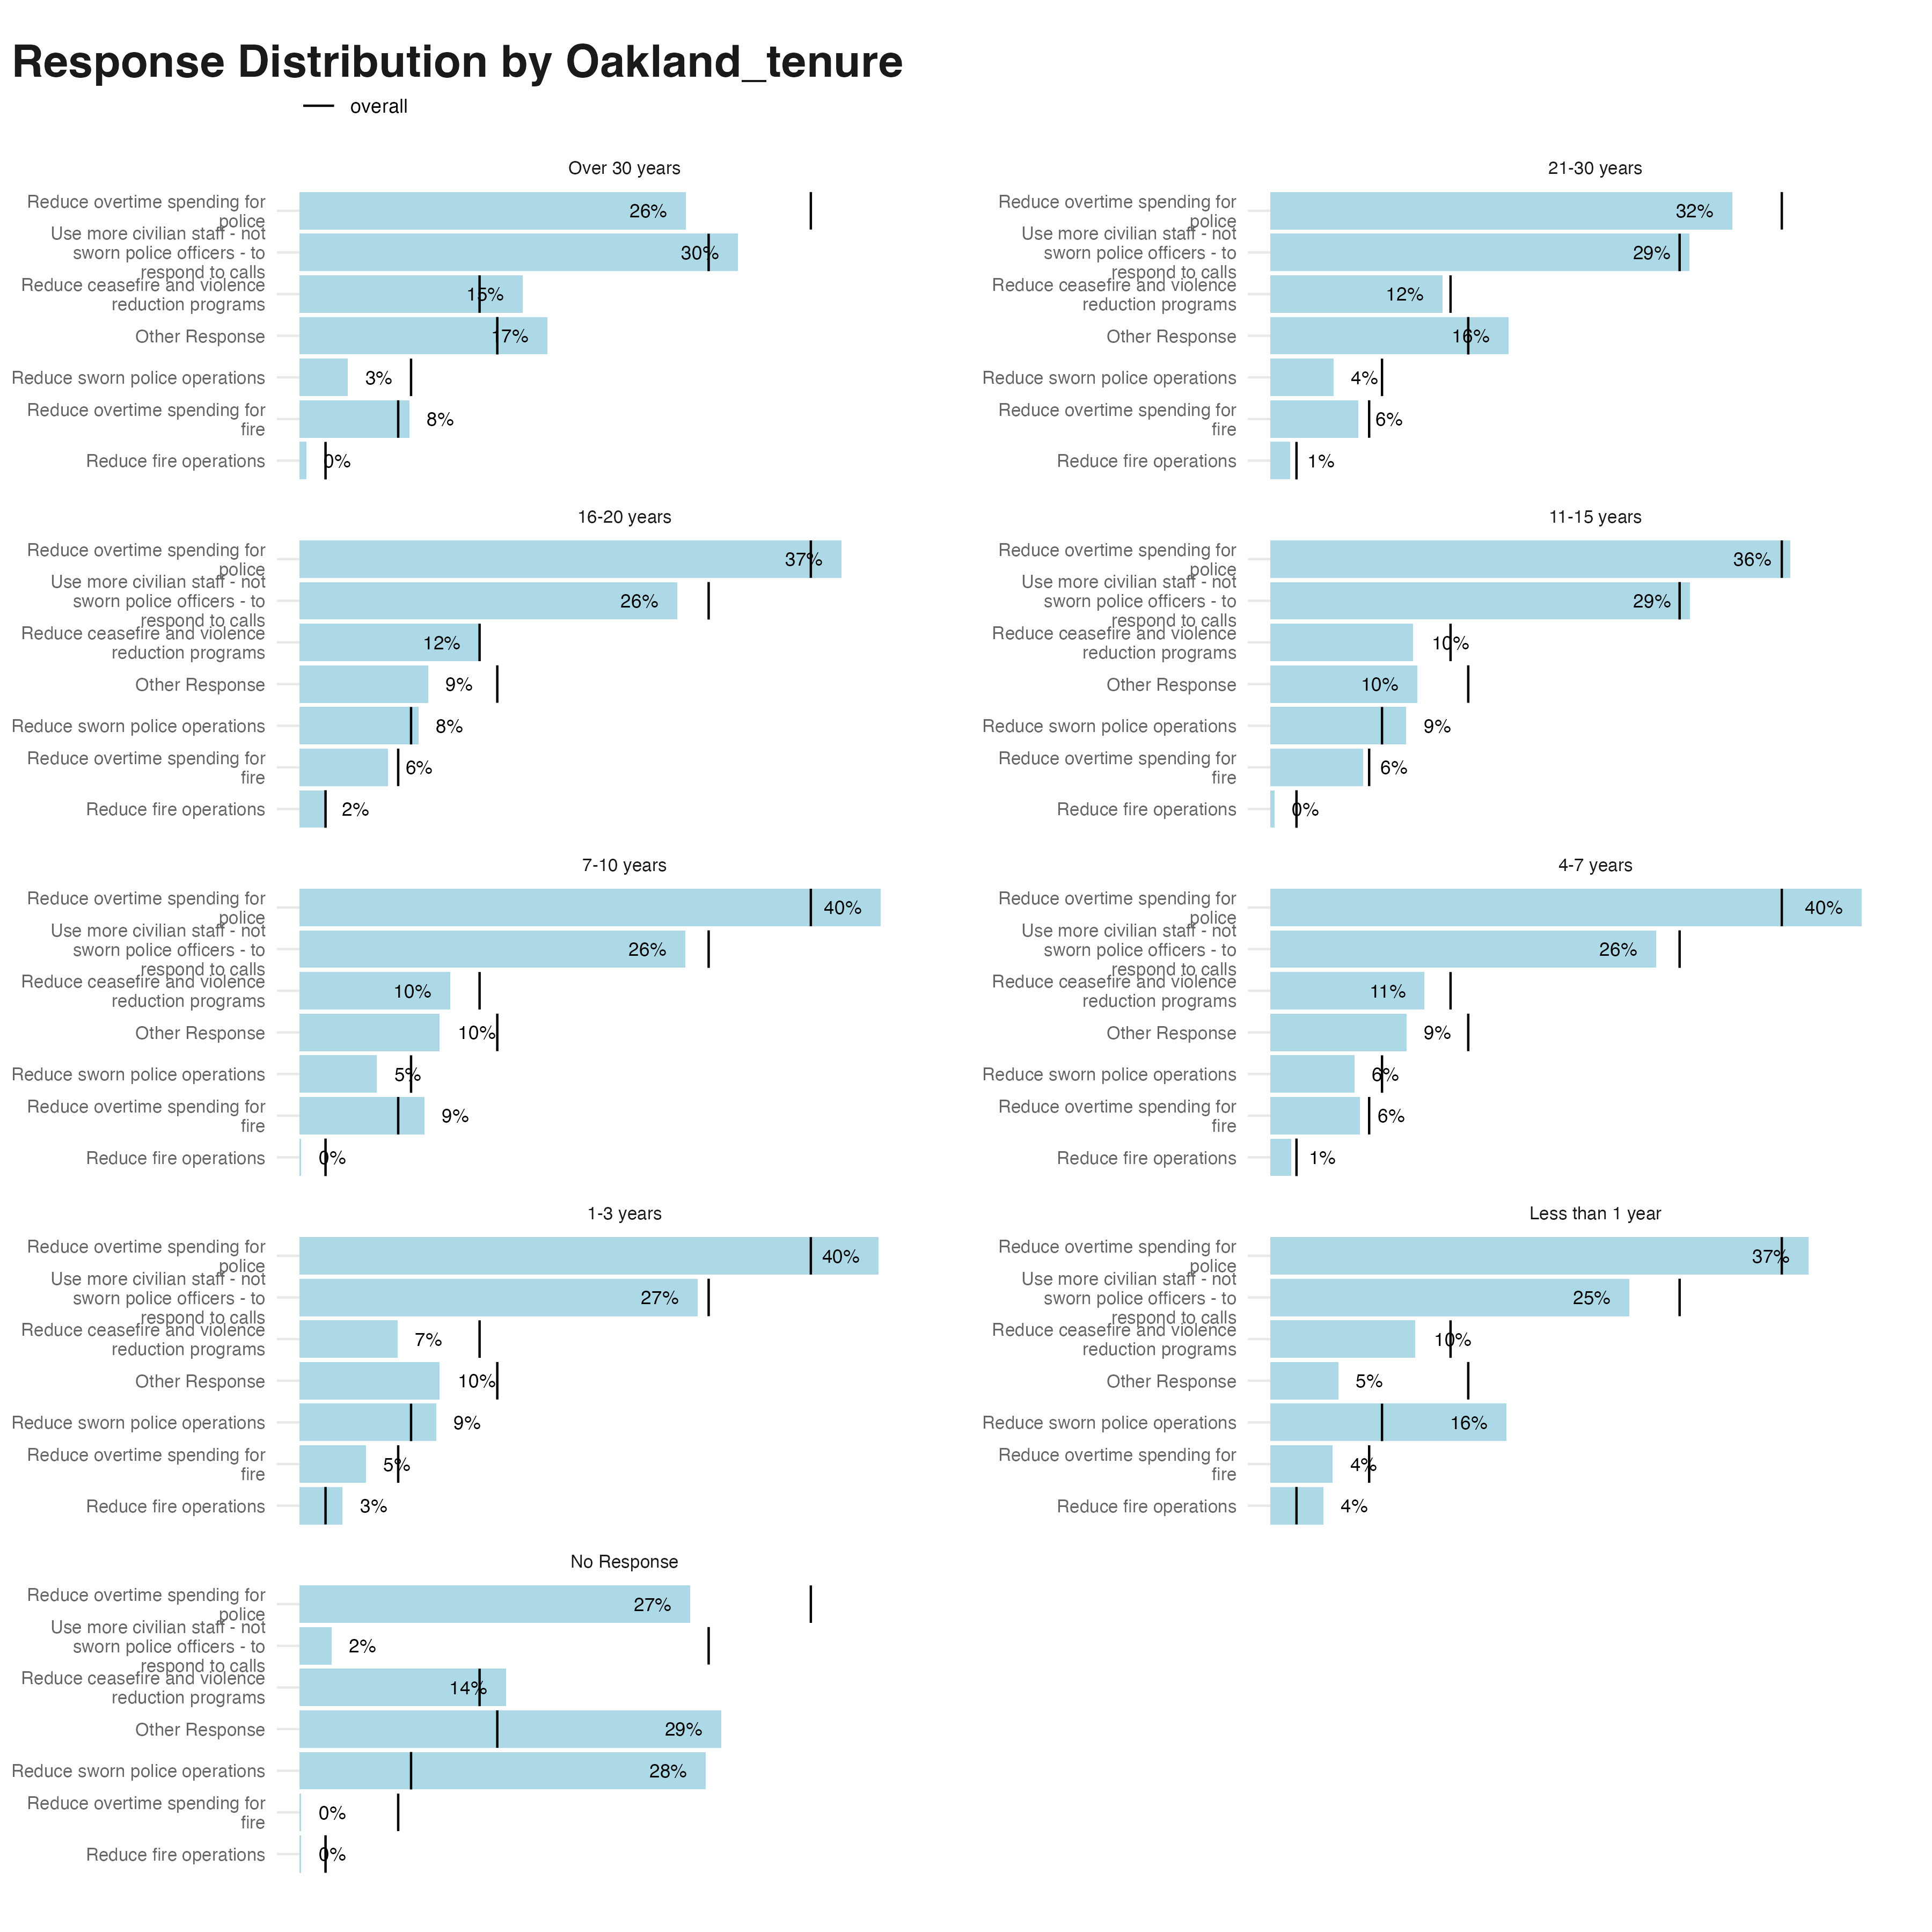 Response Distribution by Oakland_tenure
overall
Over 30 years
Reduce overtime spending for
police
26%
Use more civilian staff - not
sworn police officers - to
respond to calls
30%
Reduce ceasefire and violence
reduction programs
15%
Other Response
17%
Reduce sworn police operations
3%
Reduce overtime spending for
fire
8%
Reduce fire operations
0%
21-30 years
Reduce overtime spending for
police
32%
Use more civilian staff - not
sworn police officers - to
respond to calls
29%
Reduce ceasefire and violence
reduction programs
12%
Other Response
16%
Reduce sworn police operations
4%
Reduce overtime spending for
fire
6%
Reduce fire operations
1%
16-20 years
Reduce overtime spending for
police
37%
Use more civilian staff - not
sworn police officers - to
respond to calls
26%
Reduce ceasefire and violence
reduction programs
12%
Other Response
9%
Reduce sworn police operations
8%
Reduce overtime spending for
fire
6%
Reduce fire operations
2%
11-15 years
Reduce overtime spending for
police
36%
Use more civilian staff - not
sworn police officers - to
respond to calls
29%
Reduce ceasefire and violence
reduction programs
10%
Other Response
10%
Reduce sworn police operations
9%
Reduce overtime spending for
fire
6%
Reduce fire operations
0%
7-10 years
Reduce overtime spending for
police
40%
Use more civilian staff - not
sworn police officers - to
respond to calls
26%
Reduce ceasefire and violence
reduction programs
10%
Other Response
10%
Reduce sworn police operations
5%
Reduce overtime spending for
fire
9%
Reduce fire operations
0%
4-7 years
Reduce overtime spending for
police
40%
Use more civilian staff - not
sworn police officers - to
respond to calls
26%
Reduce ceasefire and violence
reduction programs
11%
Other Response
9%
Reduce sworn police operations
6%
Reduce overtime spending for
fire
6%
Reduce fire operations
1%
1-3 years
Reduce overtime spending for
police
40%
Use more civilian staff - not
sworn police officers - to
respond to calls
27%
Reduce ceasefire and violence
reduction programs
7%
Other Response
10%
Reduce sworn police operations
9%
Reduce overtime spending for
fire
5%
Reduce fire operations
3%
Less than 1 year
Reduce overtime spending for
police
37%
Use more civilian staff - not
sworn police officers - to
respond to calls
25%
Reduce ceasefire and violence
reduction programs
10%
Other Response
5%
Reduce sworn police operations
16%
Reduce overtime spending for
fire
4%
Reduce fire operations
4%
No Response
Reduce overtime spending for
police
27%
Use more civilian staff - not
sworn police officers - to
respond to calls
2%
Reduce ceasefire and violence
reduction programs
14%
Other Response
29%
Reduce sworn police operations
28%
Reduce overtime spending for
fire
0%
Reduce fire operations
0%